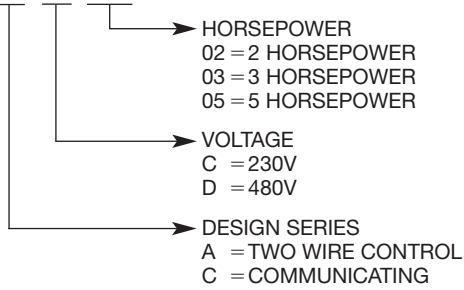 HORSEPOWER
02 = 2 HORSEPOWER
03 = 3 HORSEPOWER
05 = 5 HORSEPOWER
VOLTAGE
C = 230V
D = 480V
DESIGN SERIES
A = TWO WIRE CONTROL
C = COMMUNICATING